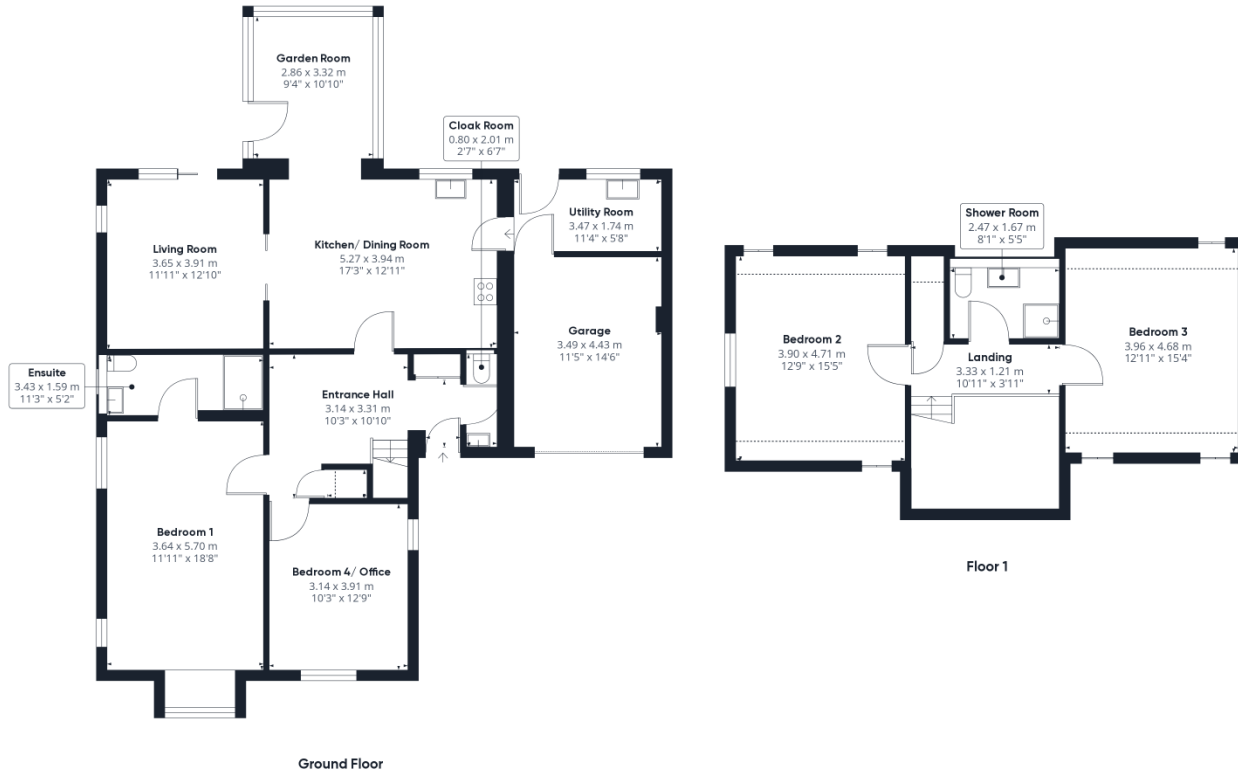 Garden Room
2.86 x 3.32 m
9'4" x 10'10"
Cloak Room
0.80 x 2.01 m
2'7" x 6'7"
Living Room
3.65 x 3.91 m
11'11" x 12'10"
Kitchen/ Dining Room
5.27 x 3.94 m
17'3" x 12'11"
Utility Room
3.47 x 1.74 m
11'4" x 5'8"
Garage
3.49 x 4.43 m
11'5" x 14'6"
Ensuite
3.43 x 1.59 m
11'3" x 5'2"
Entrance Hall
3.14 x 3.31 m
10'3" x 10'10"
Bedroom 1
3.64 x 5.70 m
11'11" x 18'8"
Bedroom 4/ Office
3.14 x 3.91 m
10'3" x 12'9"
Ground Floor
Shower Room
2.47 x 1.67 m
8'1" x 5'5"
Bedroom 2
3.90 x 4.71 m
12'9" x 15'5"
Landing
3.33 x 1.21 m
10'11" x 3'11"
Bedroom 3
3.96 x 4.68 m
12'11" x 15'4"
Floor 1